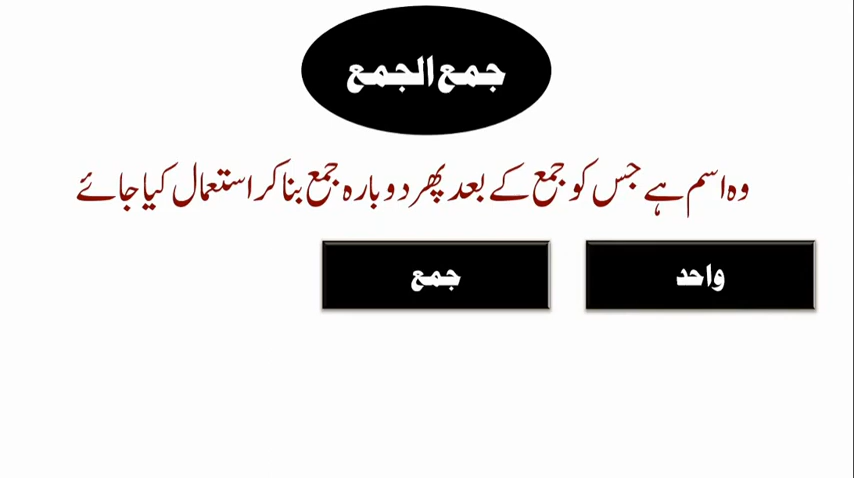 جمع الجمع
وہ اسم ہے جس کو جمع کے بعد پھر دوبارہ جمع بنا کر استعمال کیا جائے
واحد
جمع